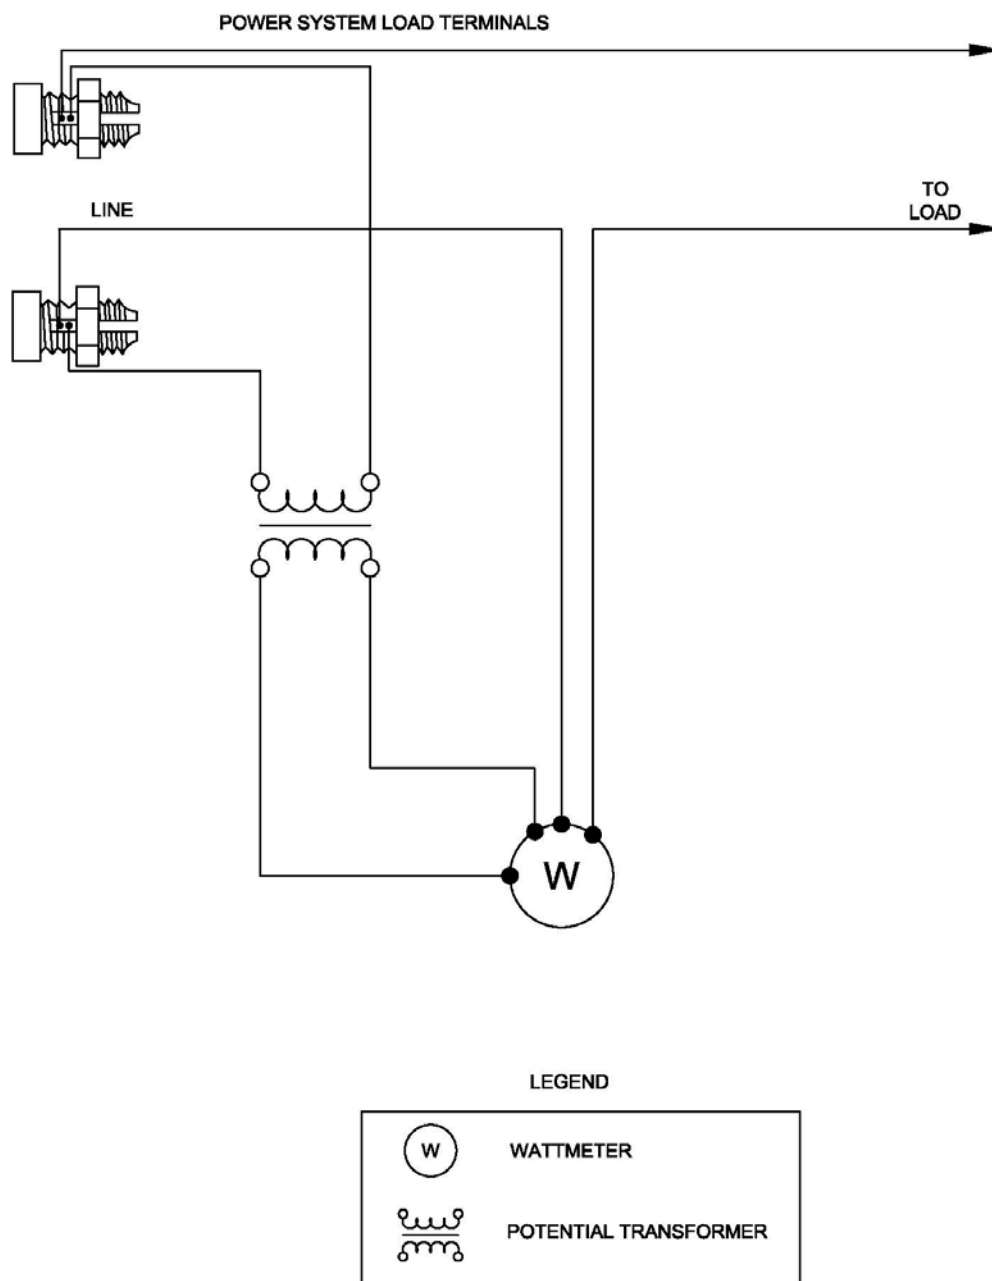 POWER SYSTEM LOAD TERMINALS
LINE
TO
LOAD
W
LEGEND
W WATTMETER
POTENTIAL TRANSFORMER